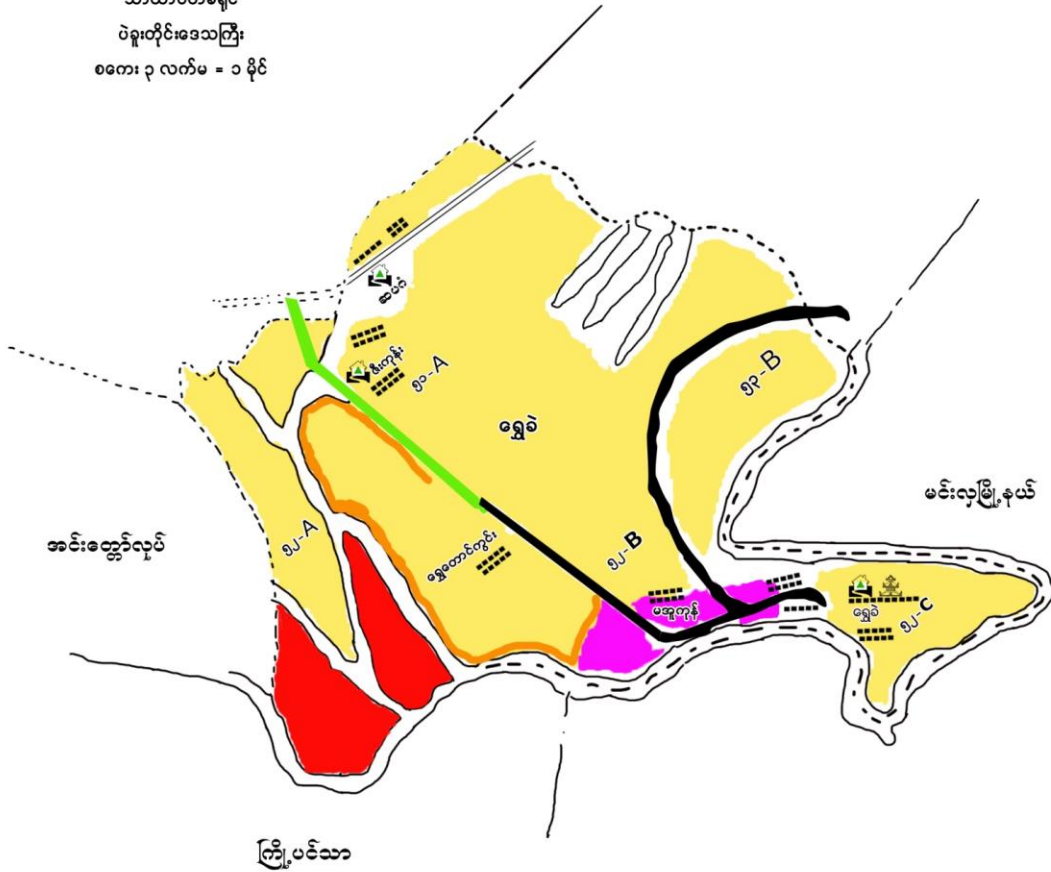 ပဲခူးတိုင်းဒေသကြီး
စကေး ၃ လက်မ = ၁ မိုင်
ဆမဂ်
ဇီးကုန်း
၅၁-A
ရွှေခဲ
၅၃-B
မင်းလှမြို့နယ်
အင်းတ္တော်လှပ်
၅၂-A
ရွှေတောင်ကွင်း
၅၂-B
မအူကုန်
ရွှေခဲ
၅၂-C
ကြို့ပင်သာ